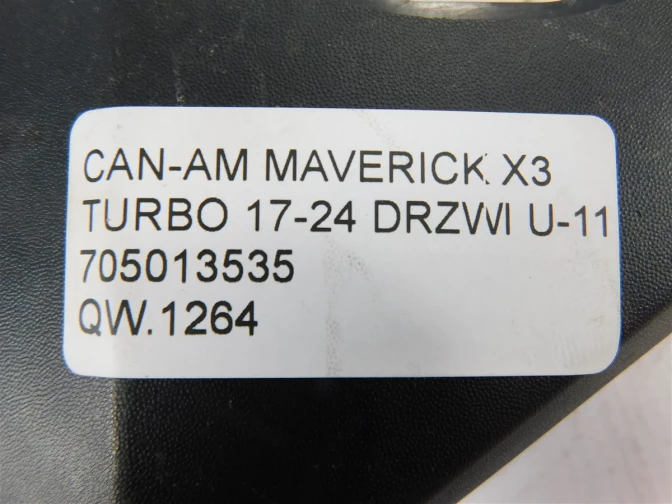 CAN-AM MAVERICK X3
TURBO 17-24 DRZWI U-11
705013535
QW.1264